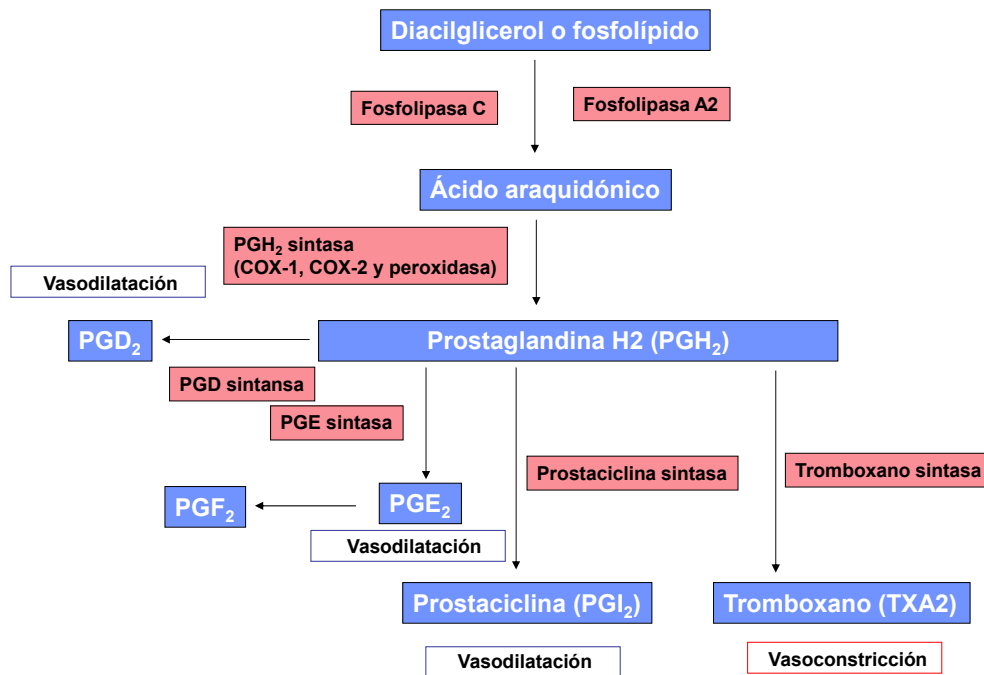 Diacilglicerol o fosfolípido
Fosfolipasa C
Fosfolipasa A2
Ácido araquidónico
PGH₂ sintasa
(COX-1, COX-2 y peroxidasa)
Vasodilatación
PGD₂
Prostaglandina H2 (PGH₂)
PGD sintansa
PGE sintasa
Prostaciclina sintasa
Tromboxano sintasa
PGF₂
PGE₂
Vasodilatación
Prostaciclina (PGI₂)
Tromboxano (TXA2)
Vasodilatación
Vasoconstricción